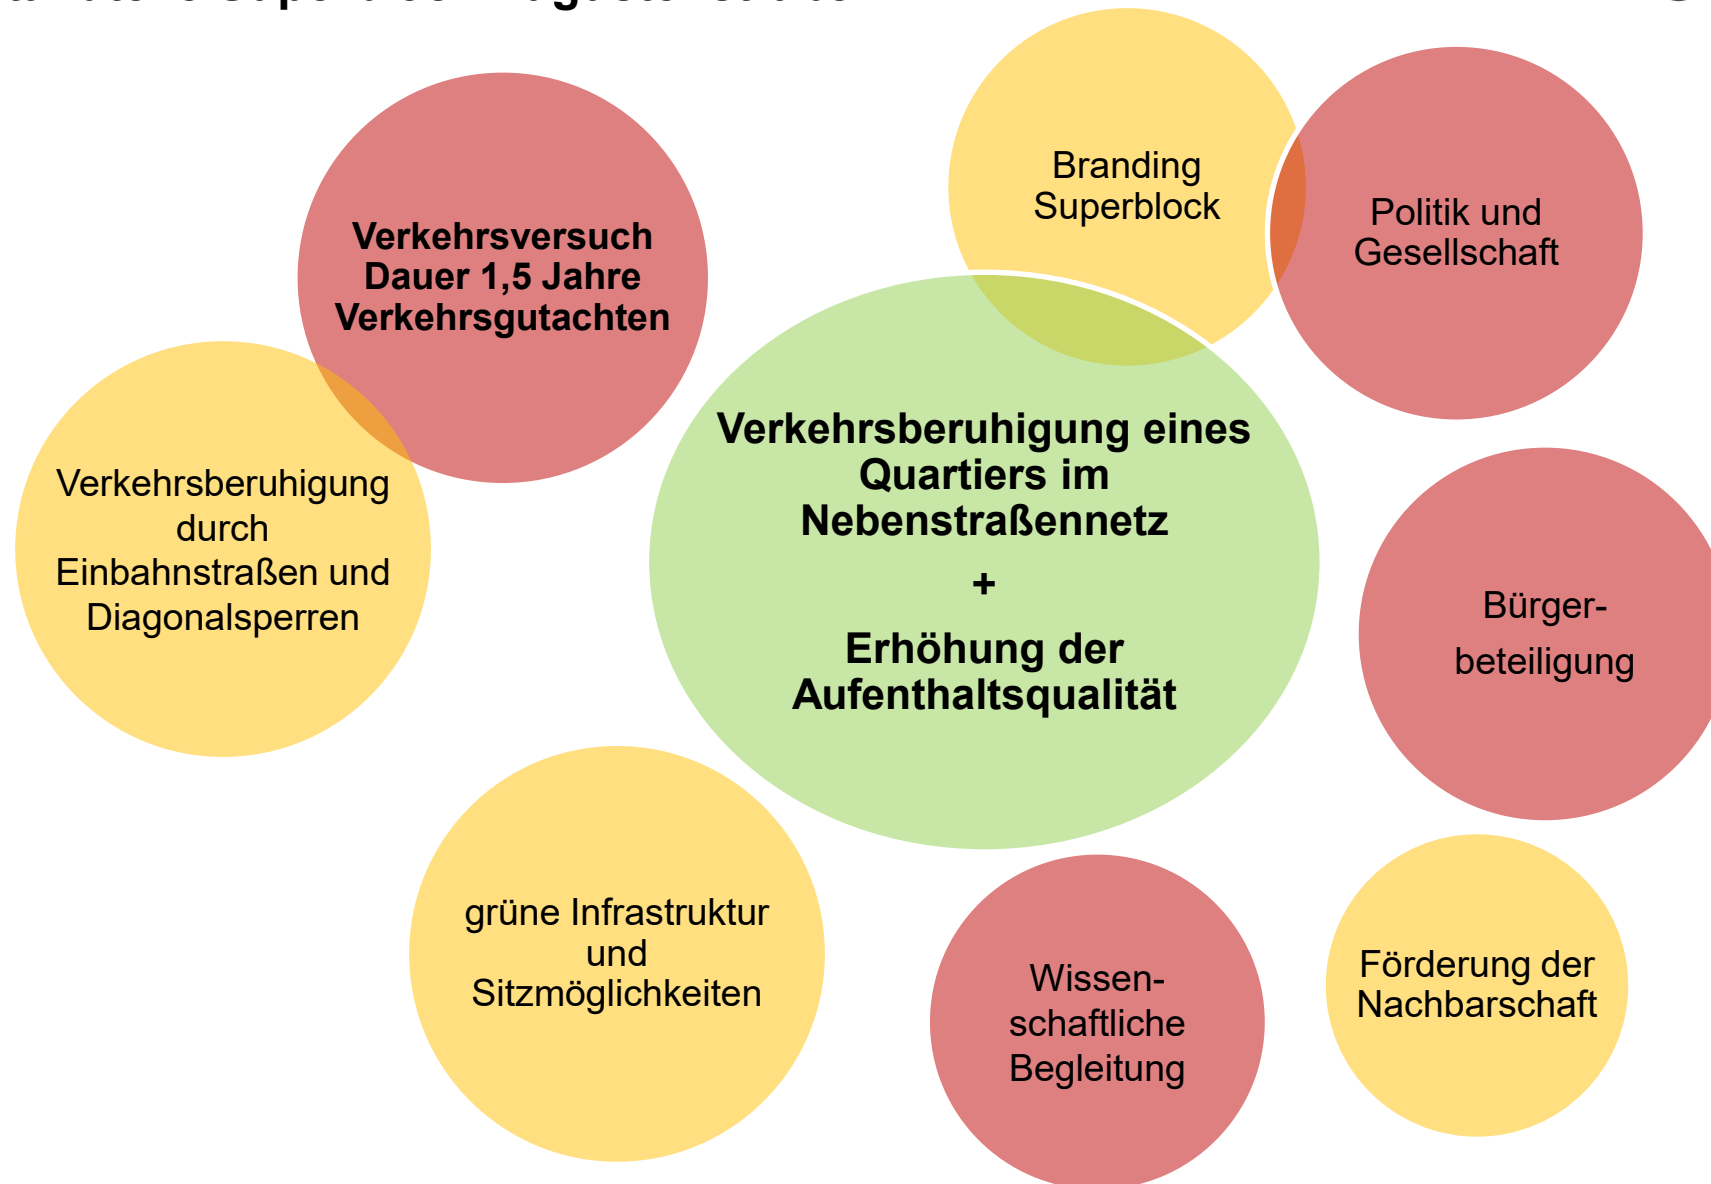 Verkehrsversuch
Dauer 1,5 Jahre
Verkehrsgutachten
Branding
Superblock
Politik und
Gesellschaft
Verkehrsberuhigung
durch
Einbahnstraßen und
Diagonalsperren
Verkehrsberuhigung eines
Quartiers im
Nebenstraßennetz
+
Erhöhung der
Aufenthaltsqualität
Bürger-
beteiligung
grüne Infrastruktur
und
Sitzmöglichkeiten
Wissen-
schaftliche
Begleitung
Förderung der
Nachbarschaft